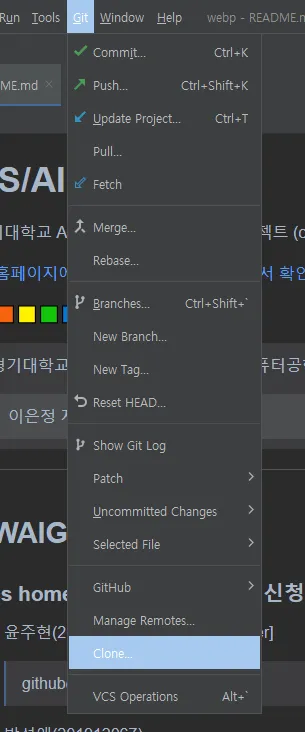 Run Tools Git Window Help webp - README.m
ME.md
Commit... Ctrl+K
Push... Ctrl+Shift+K
Update Project... Ctrl+T
Pull...
Fetch
S/AI
기대학교 A
젝트 (c
Merge...
홈페이지에
서 확인
Rebase...
Branches... Ctrl+Shift+`
New Branch...
경기대학교
퓨터공학
New Tag...
Reset HEAD...
이은정
Show Git Log
Patch
Uncommitted Changes
WAIG
Selected File
GitHub
s home
신청
Manage Remotes...
윤주현(2
er]
Clone...
github
VCS Operations Alt+`